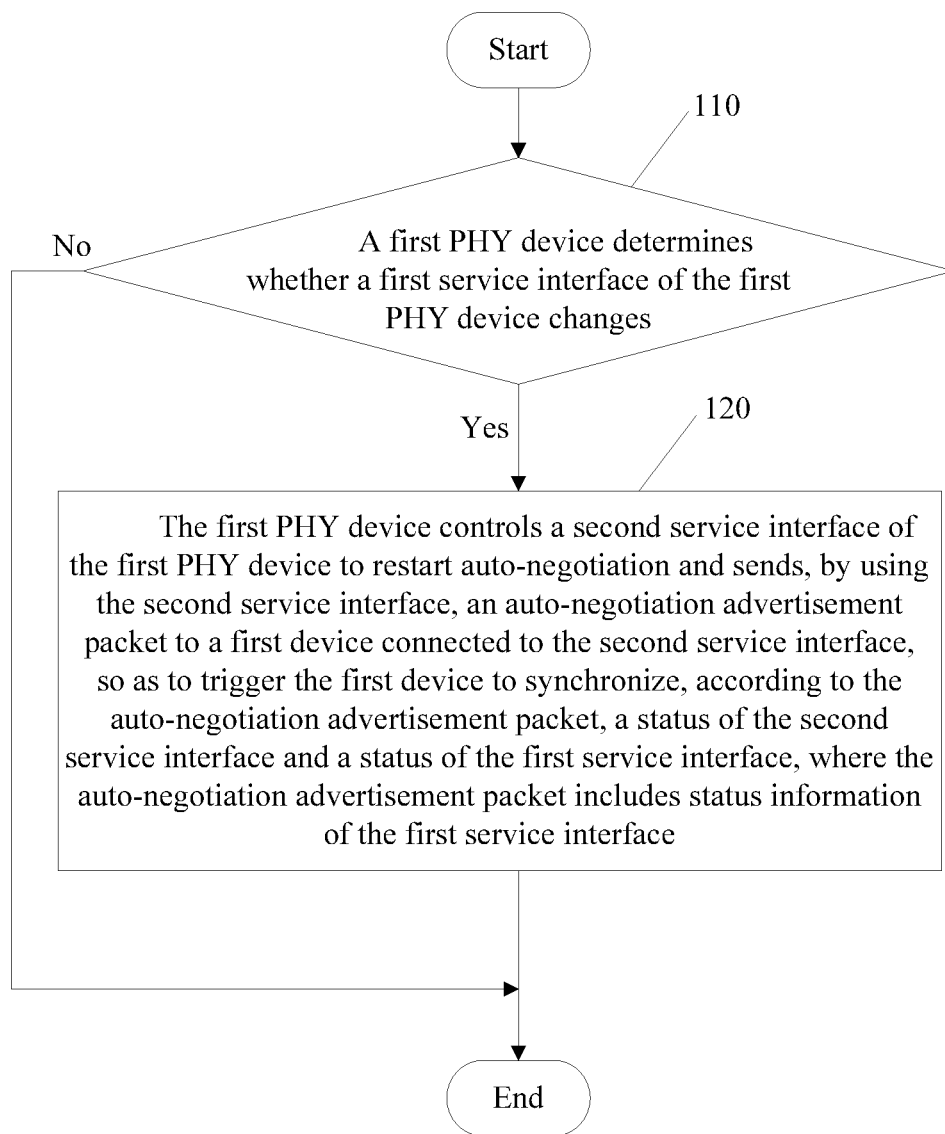 Start
110
No
A first PHY device determines
whether a first service interface of the first
PHY device changes
Yes
120
The first PHY device controls a second service interface of
the first PHY device to restart auto-negotiation and sends, by using
the second service interface, an auto-negotiation advertisement
packet to a first device connected to the second service interface,
so as to trigger the first device to synchronize, according to the
auto-negotiation advertisement packet, a status of the second
service interface and a status of the first service interface, where the
auto-negotiation advertisement packet includes status information
of the first service interface
End